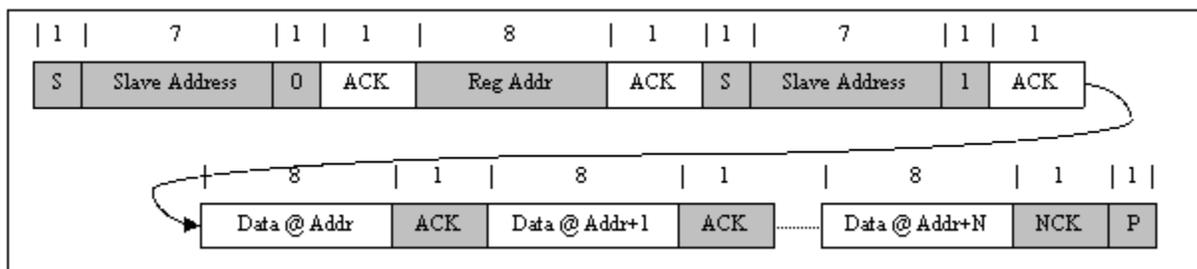 | 1 | 7 | 1 | 1 | 8 | 1 | 1 | 7 | 1 | 1
S Slave Address 0 ACK Reg Addr ACK S Slave Address 1 ACK
| 8 | 1 | 8 | 1 | 8 | 1 | 1 |
Data @ Addr ACK Data @ Addr+1 ACK Data @ Addr+N NCK P